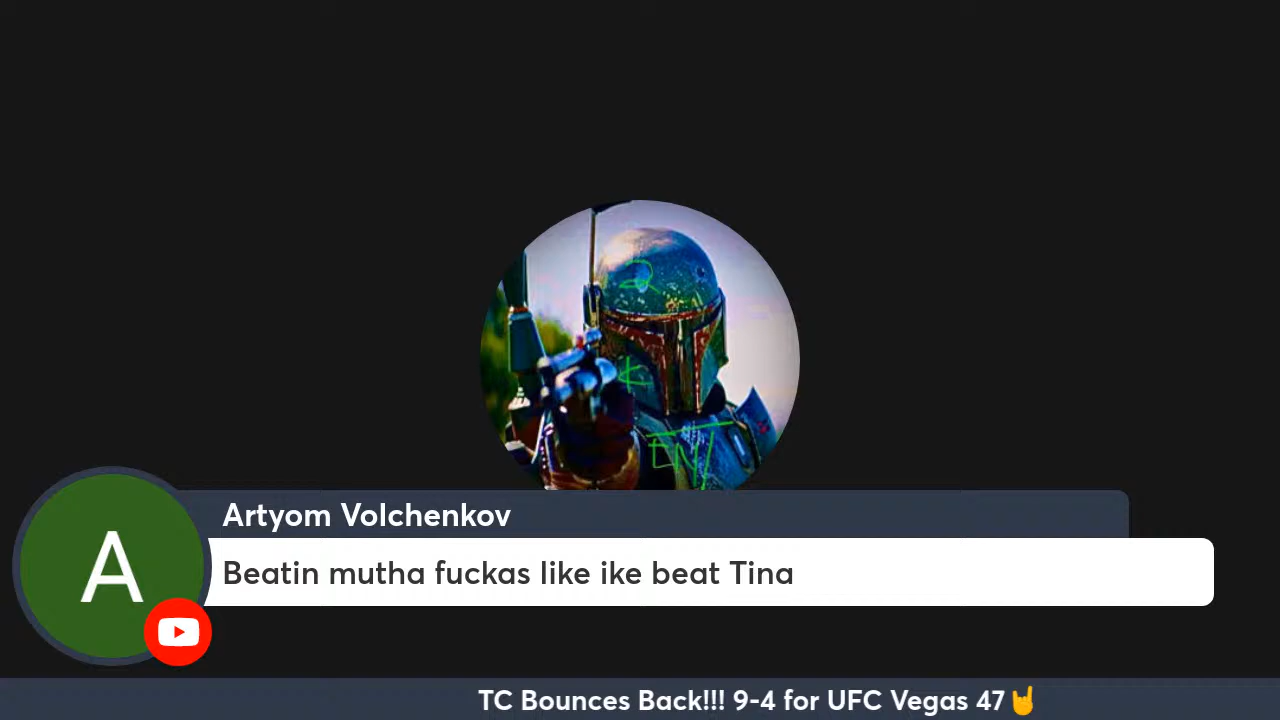 Artyom Volchenkov
A
Beatin mutha fuckas like ike beat Tina
TC Bounces Back!!! 9-4 for UFC Vegas 47🤘